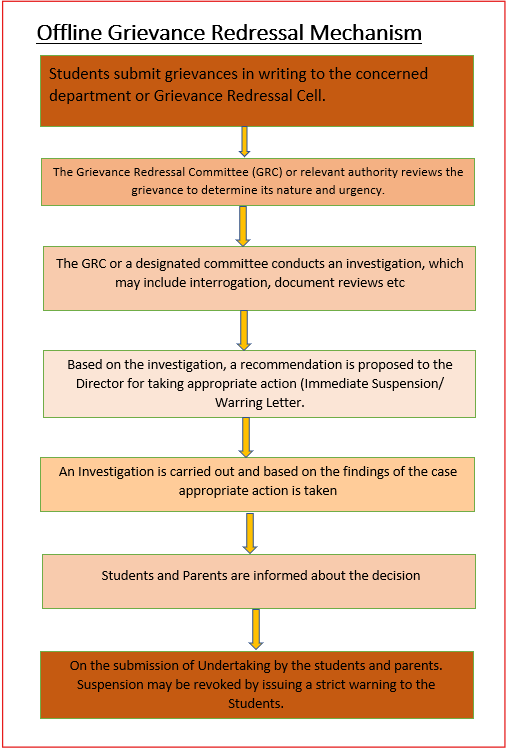 Offline Grievance Redressal Mechanism
Students submit grievances in writing to the concerned
department or Grievance Redressal Cell.
The Grievance Redressal Committee (GRC) or relevant authority reviews the
grievance to determine its nature and urgency.
The GRC or a designated committee conducts an investigation, which
may include interrogation, document reviews etc
Based on the investigation, a recommendation is proposed to the
Director for taking appropriate action (Immediate Suspension/
Warring Letter.
An Investigation is carried out and based on the findings of the case
appropriate action is taken
Students and Parents are informed about the decision
On the submission of Undertaking by the students and parents.
Suspension may be revoked by issuing a strict warning to the
Students.